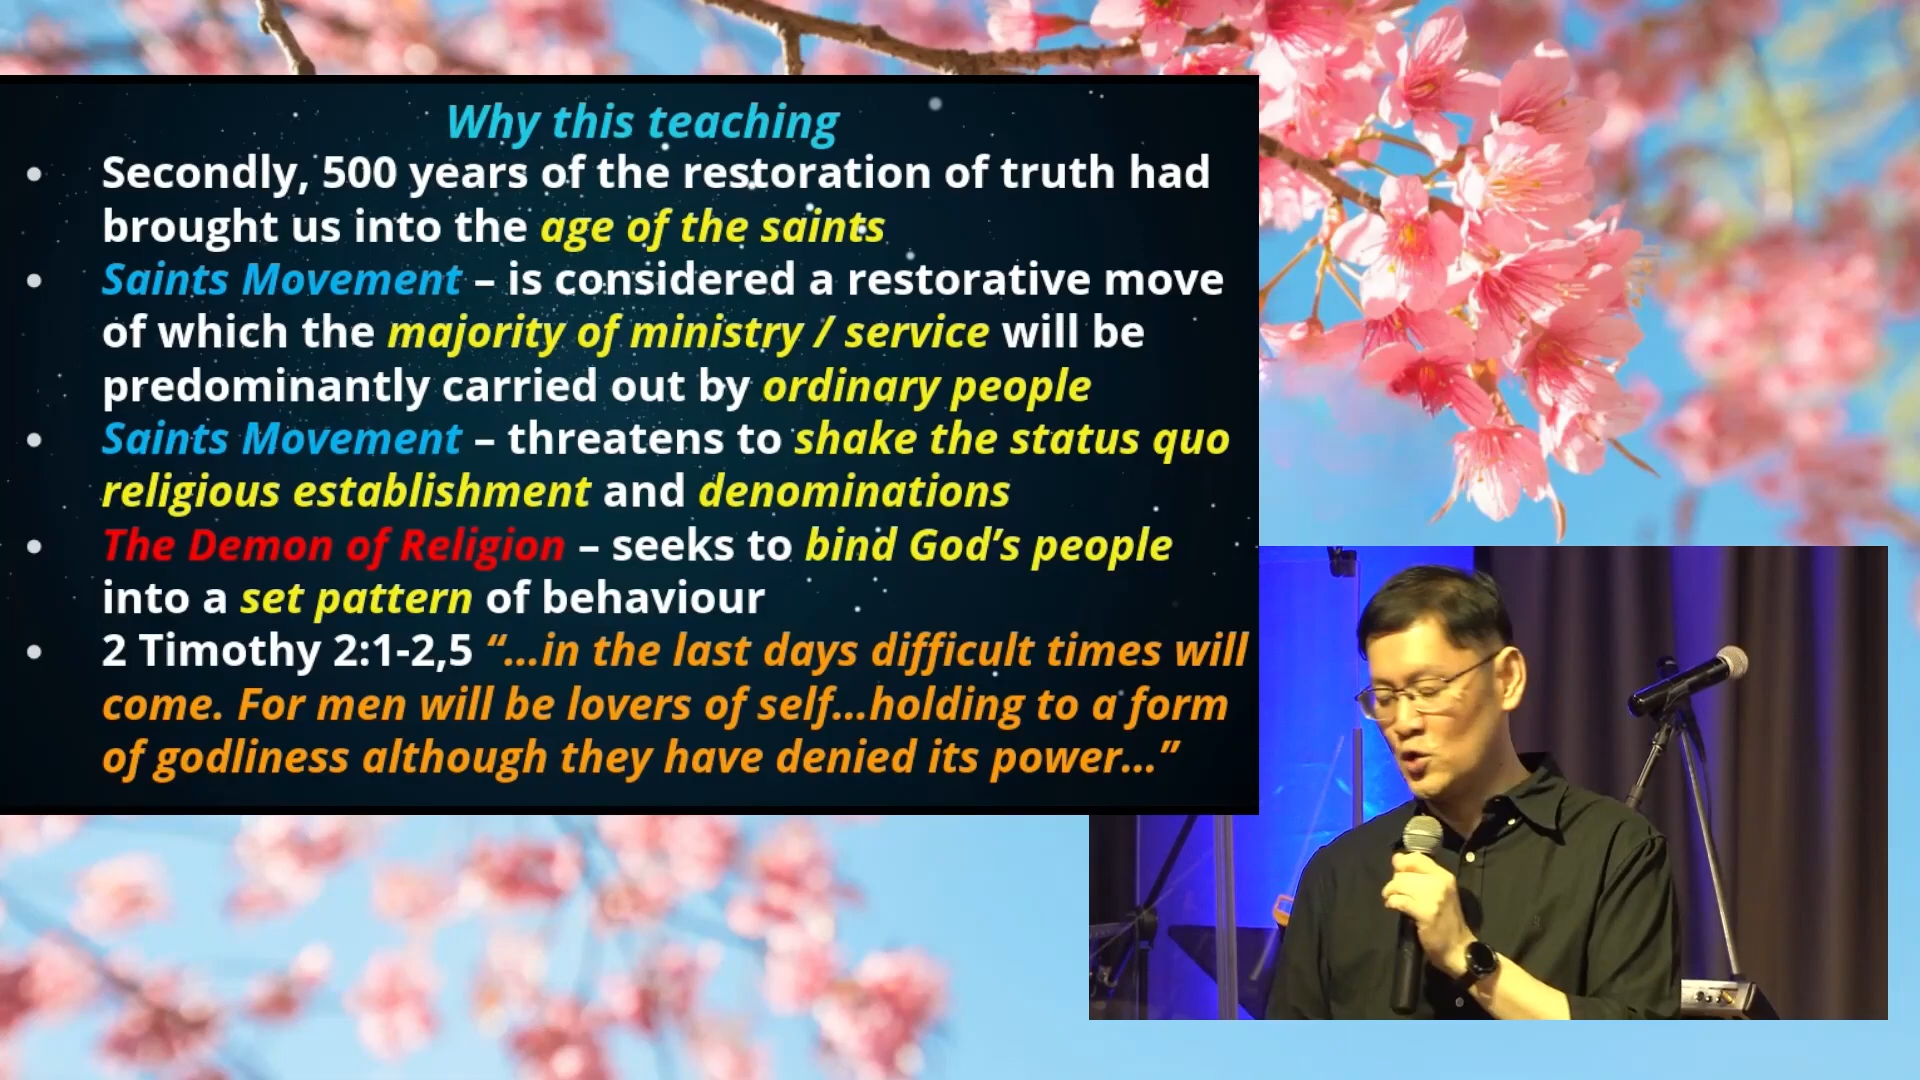 Why this teaching
• Secondly, 500 years of the restoration of truth had
brought us into the age of the saints
• Saints Movement – is considered a restorative move
of which the majority of ministry / service will be
predominantly carried out by ordinary people
• Saints Movement – threatens to shake the status quo
religious establishment and denominations
• The Demon of Religion – seeks to bind God’s people
into a set pattern of behaviour
• 2 Timothy 2:1-2,5 “...in the last days difficult times will
come. For men will be lovers of self...holding to a form
of godliness although they have denied its power...”